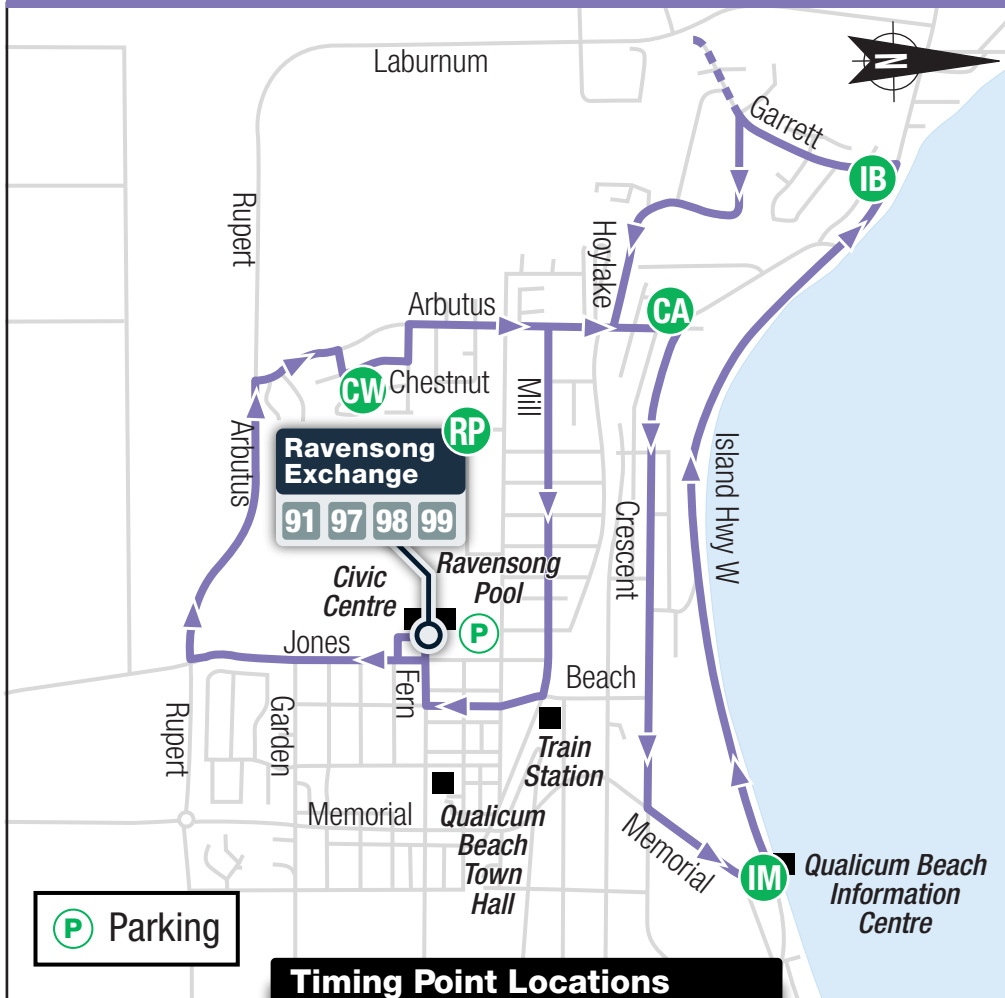 Laburnum
N
Garrett
IB
Rupert
Hoylake
Arbutus
CA
CW
Chestnut
Mill
RP
Arbutus
Ravensong
Exchange
91 97 98 99
Island Hwy W
Crescent
Civic
Centre
Ravensong
Pool
P
Jones
Fern
Beach
Rupert
Garden
Train
Station
Memorial
Qualicum
Beach
Town
Hall
Memorial
IM
Qualicum Beach
Information
Centre
P Parking
Timing Point Locations